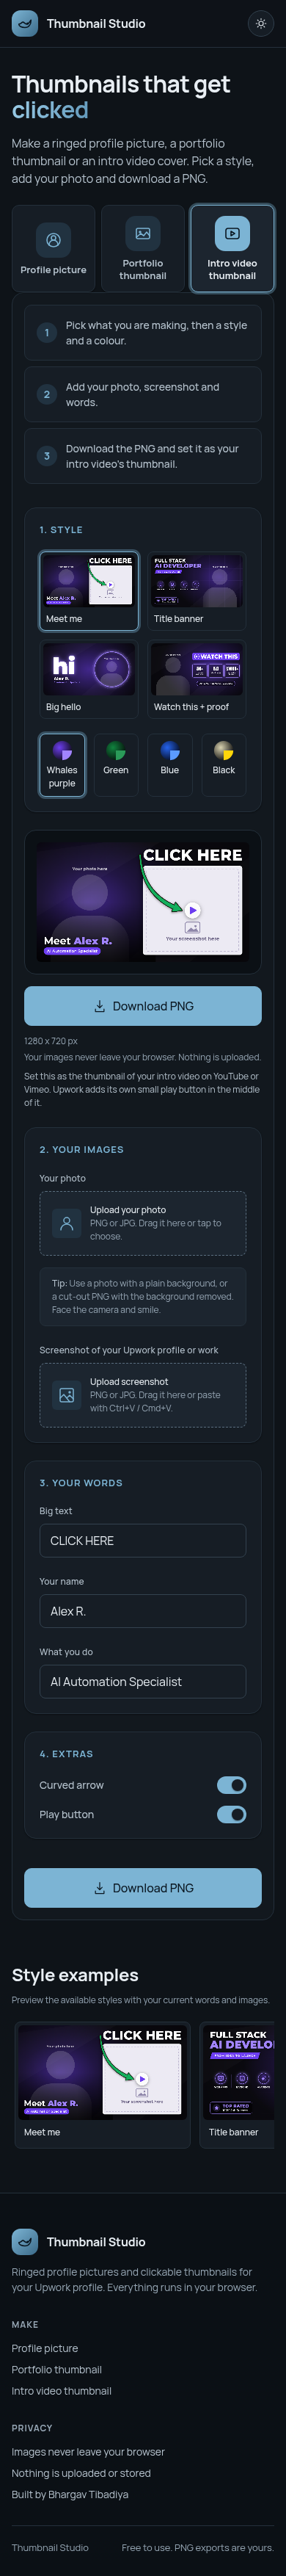 Thumbnail Studio
Thumbnails that get
clicked
Make a ringed profile picture, a portfolio
thumbnail or an intro video cover. Pick a style,
add your photo and download a PNG.
Profile picture
Portfolio
thumbnail
Intro video
thumbnail
1
Pick what you are making, then a style
and a colour.
2
Add your photo, screenshot and
words.
3
Download the PNG and set it as your
intro video's thumbnail.
1. STYLE
CLICK HERE
Meet Alex R.
Meet me
FULL STACK
AI DEVELOPER
Title banner
hi
Big hello
WATCH THIS
Watch this + proof
Whales
purple
Green
Blue
Black
CLICK HERE
Your photo here
Your screenshot here
Meet Alex R.
AI Automation Specialist
Download PNG
1280 x 720 px
Your images never leave your browser. Nothing is uploaded.
Set this as the thumbnail of your intro video on YouTube or
Vimeo. Upwork adds its own small play button in the middle
of it.
2. YOUR IMAGES
Your photo
Upload your photo
PNG or JPG. Drag it here or tap to
choose.
Tip: Use a photo with a plain background, or
a cut-out PNG with the background removed.
Face the camera and smile.
Screenshot of your Upwork profile or work
Upload screenshot
PNG or JPG. Drag it here or paste
with Ctrl+V / Cmd+V.
3. YOUR WORDS
Big text
CLICK HERE
Your name
Alex R.
What you do
AI Automation Specialist
4. EXTRAS
Curved arrow
Play button
Download PNG
Style examples
Preview the available styles with your current words and images.
CLICK HERE
Your photo here
Your screenshot here
Meet Alex R.
AI Automation Specialist
Meet me
FULL STACK
AI DEVELO
TOP RATED
Title banner
Thumbnail Studio
Ringed profile pictures and clickable thumbnails for
your Upwork profile. Everything runs in your browser.
MAKE
Profile picture
Portfolio thumbnail
Intro video thumbnail
PRIVACY
Images never leave your browser
Nothing is uploaded or stored
Built by Bhargav Tibadiya
Thumbnail Studio
Free to use. PNG exports are yours.